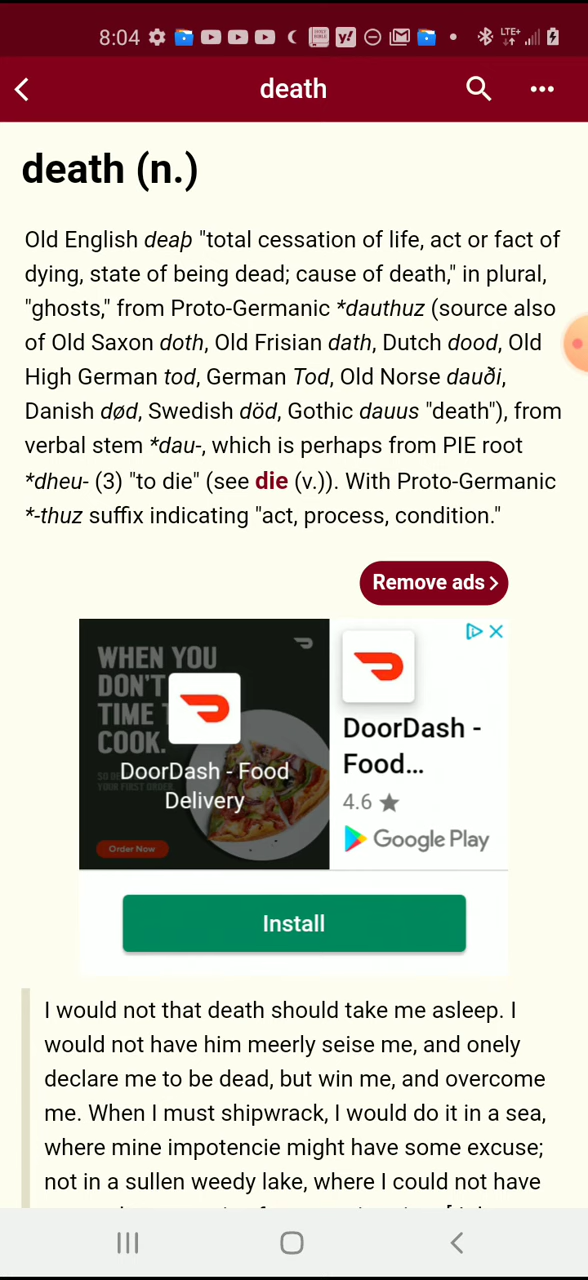 8:04
LTE+
death
death (n.)
Old English deaþ "total cessation of life, act or fact of
dying, state of being dead; cause of death," in plural,
"ghosts," from Proto-Germanic *dauthuz (source also
of Old Saxon doth, Old Frisian dath, Dutch dood, Old
High German tod, German Tod, Old Norse dauði,
Danish død, Swedish död, Gothic dauus "death"), from
verbal stem *dau-, which is perhaps from PIE root
*dheu- (3) "to die" (see die (v.)). With Proto-Germanic
*-thuz suffix indicating "act, process, condition."
Remove ads
WHEN YOU
DON'T
TIME
COOK.
YOUR FIRST ORDER
DoorDash - Food
Delivery
Order Now
DoorDash -
Food...
4.6 ★
Google Play
Install
I would not that death should take me asleep. I
would not have him meerly seise me, and onely
declare me to be dead, but win me, and overcome
me. When I must shipwrack, I would do it in a sea,
where mine impotencie might have some excuse;
not in a sullen weedy lake, where I could not have